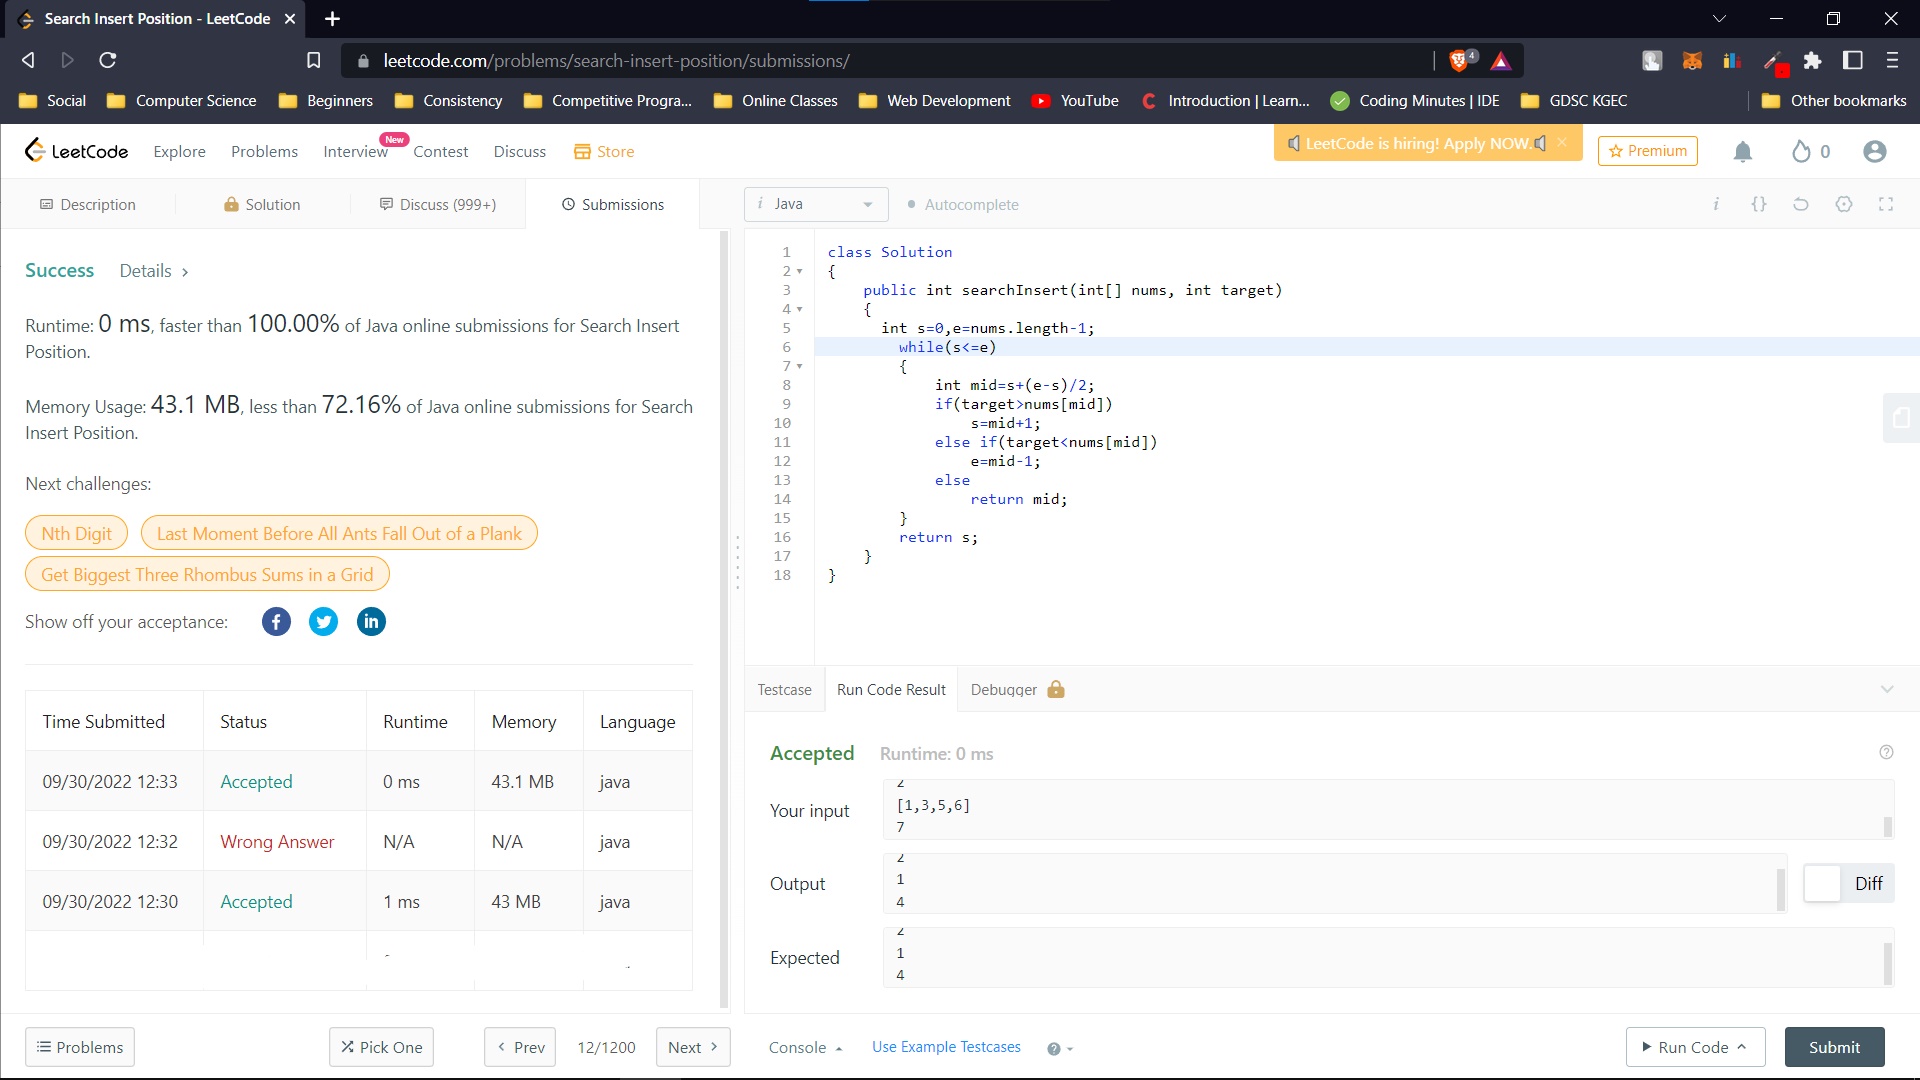 Search Insert Position - LeetCode
leetcode.com/problems/search-insert-position/submissions/
4
Social
Computer Science
Beginners
Consistency
Competitive Progra...
Online Classes
Web Development
YouTube
Introduction | Learn...
Coding Minutes | IDE
GDSC KGEC
Other bookmarks
LeetCode
Explore
Problems
Interview
New
Contest
Discuss
Store
LeetCode is hiring! Apply NOW.
Premium
0
Description
Solution
Discuss (999+)
Submissions
i Java
Autocomplete
Success Details >
Runtime: 0 ms, faster than 100.00% of Java online submissions for Search Insert
Position.
Memory Usage: 43.1 MB, less than 72.16% of Java online submissions for Search
Insert Position.
Next challenges:
Nth Digit
Last Moment Before All Ants Fall Out of a Plank
Get Biggest Three Rhombus Sums in a Grid
Show off your acceptance:
Time Submitted Status Runtime Memory Language
09/30/2022 12:33 Accepted 0 ms 43.1 MB java
09/30/2022 12:32 Wrong Answer N/A N/A java
09/30/2022 12:30 Accepted 1 ms 43 MB java
Problems
Pick One
Prev
12/1200
Next
1 class Solution
2 {
3 public int searchInsert(int[] nums, int target)
4 {
5 int s=0,e=nums.length-1;
6 while(s<=e)
7 {
8 int mid=s+(e-s)/2;
9 if(target>nums[mid])
10 s=mid+1;
11 else if(target<nums[mid])
12 e=mid-1;
13 else
14 return mid;
15 }
16 return s;
17 }
18 }
Testcase
Run Code Result
Debugger
Accepted Runtime: 0 ms
Your input
2
[1,3,5,6]
7
Output
2
1
4
Diff
Expected
2
1
4
Console
Use Example Testcases
Run Code
Submit